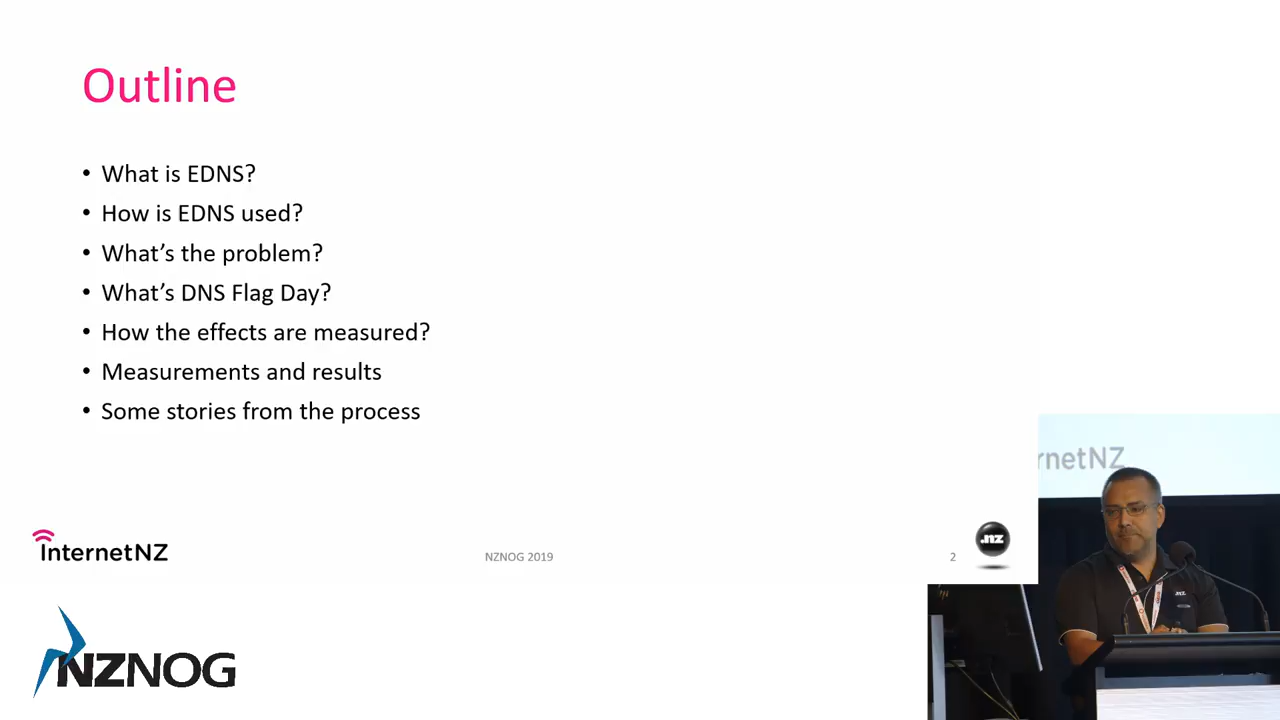 Outline
• What is EDNS?
• How is EDNS used?
• What's the problem?
• What's DNS Flag Day?
• How the effects are measured?
• Measurements and results
• Some stories from the process
rnetNZ
InternetNZ
NZNOG 2019
2
.nz
NZNOG